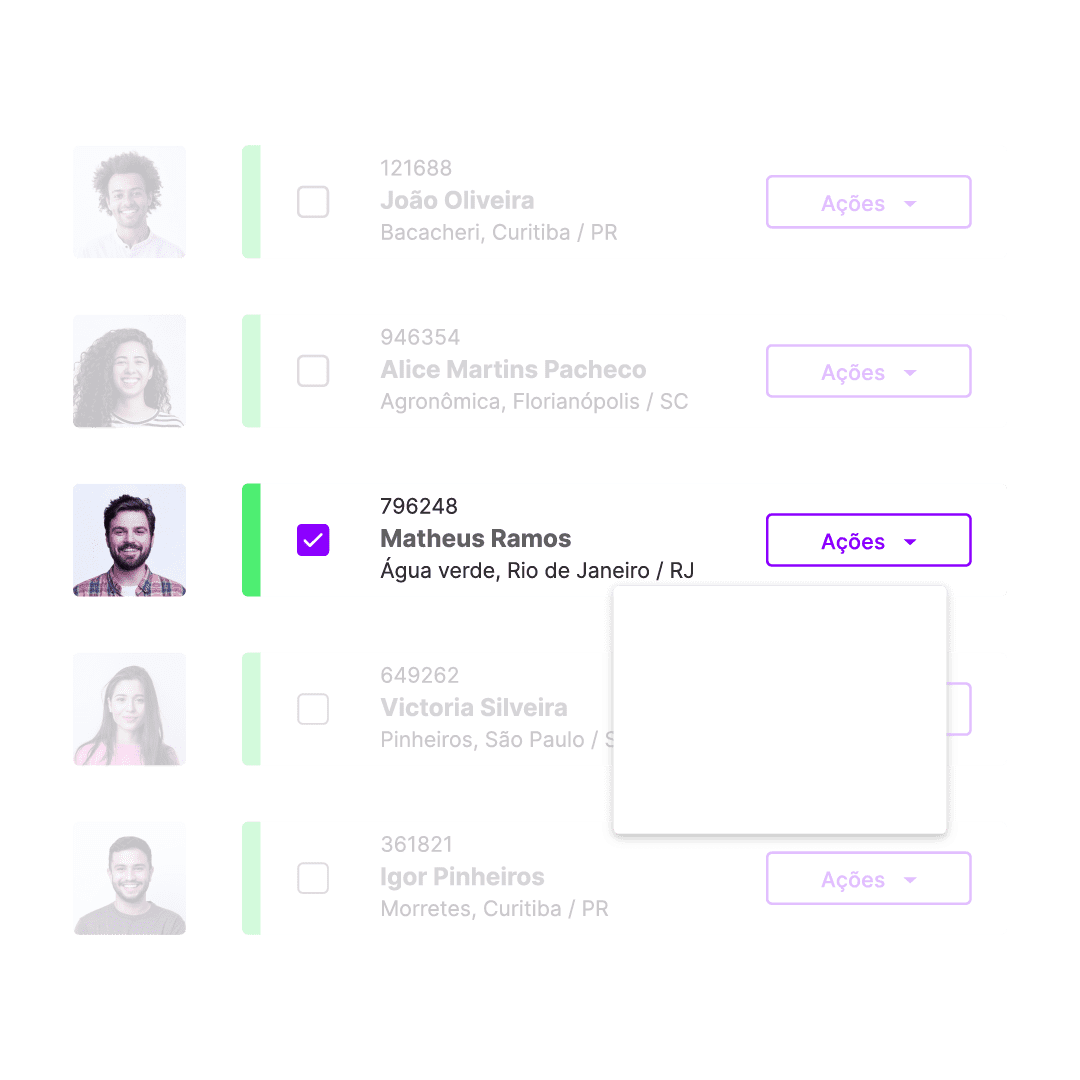 121688
João Oliveira
Bacacheri, Curitiba / PR
Ações
946354
Alice Martins Pacheco
Agronômica, Florianópolis / SC
Ações
796248
Matheus Ramos
Água verde, Rio de Janeiro / RJ
Ações
649262
Victoria Silveira
Pinheiros, São Paulo /
361821
Igor Pinheiros
Morretes, Curitiba / PR
Ações